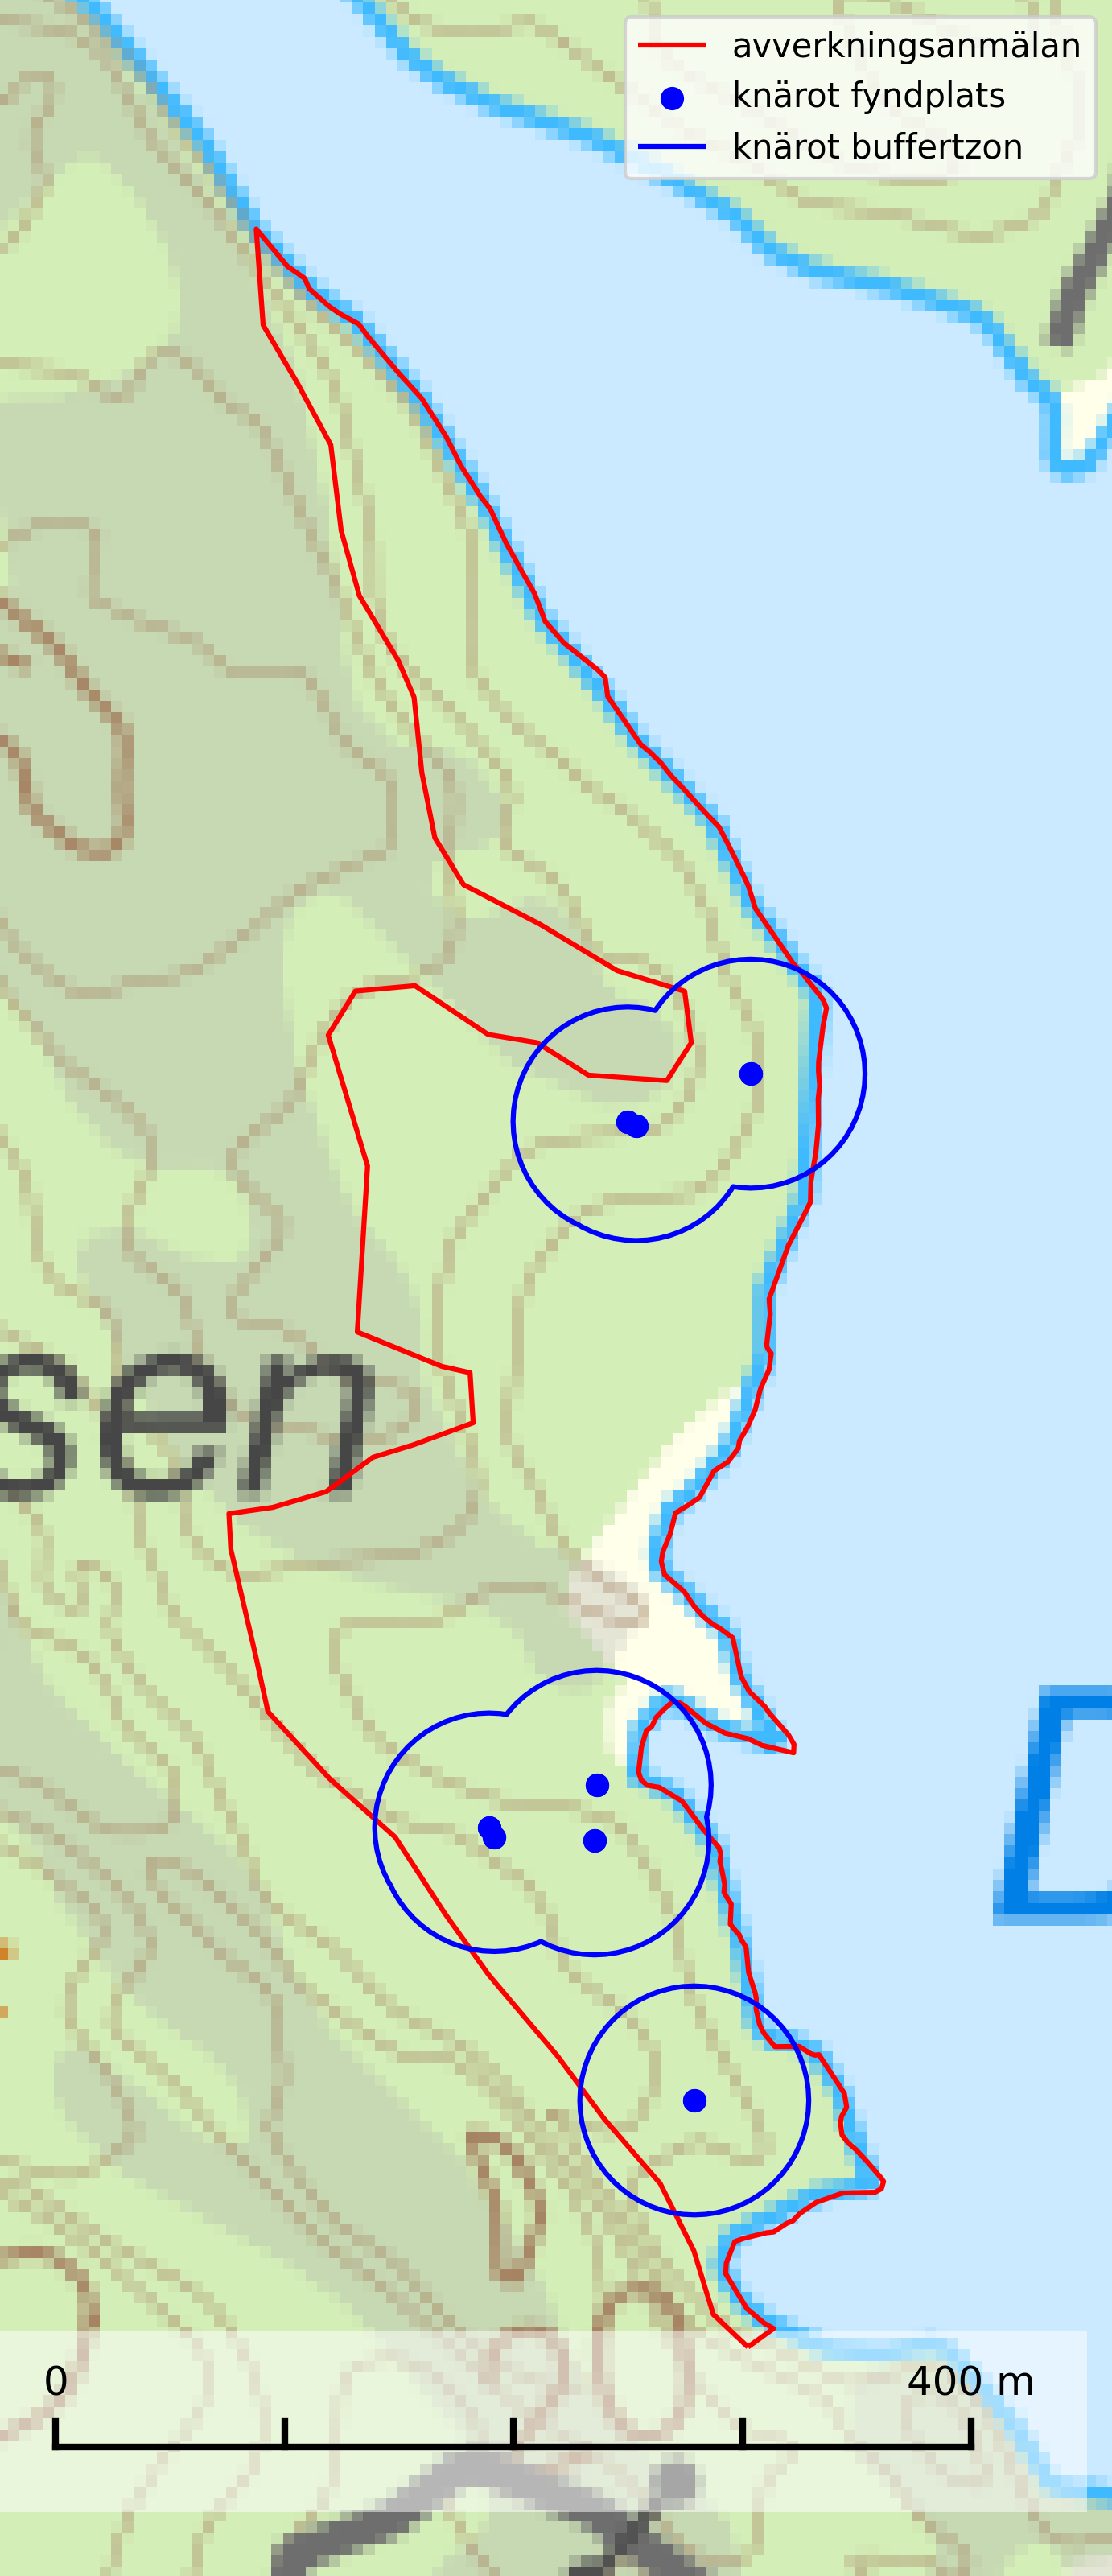 avverkningsanmälan
knärot fyndplats
knärot buffertzon
sen
0 400 m